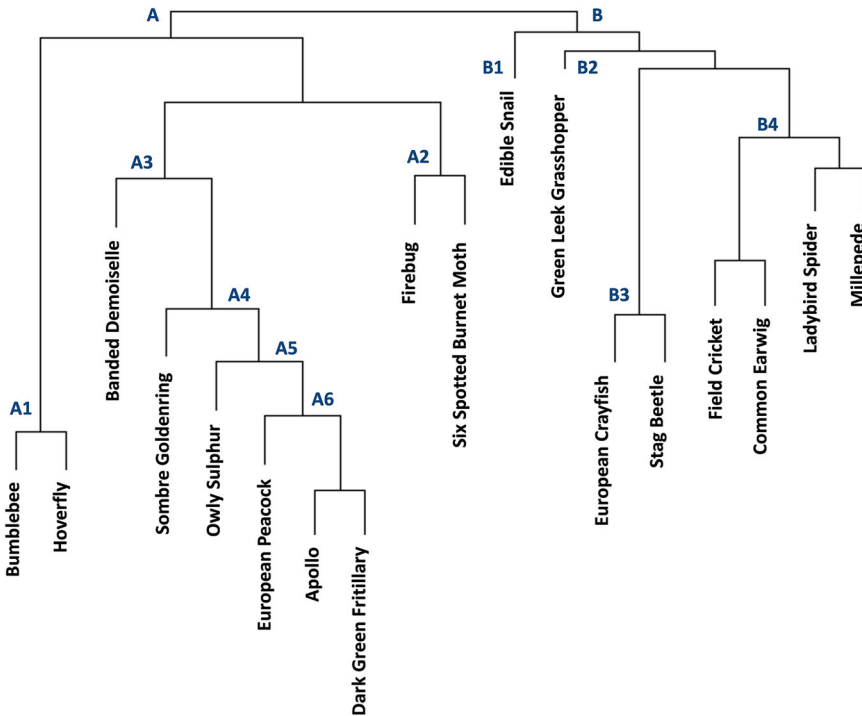 A
B
B1
B2
B4
A3
A2
A4
B3
A5
A6
A1
Bumblebee
Hoverfly
Banded Demoiselle
Sombre Goldenring
Owly Sulphur
European Peacock
Apollo
Dark Green Fritillary
Firebug
Six Spotted Burnet Moth
Edible Snail
Green Leek Grasshopper
European Crayfish
Stag Beetle
Field Cricket
Common Earwig
Ladybird Spider
Millepede